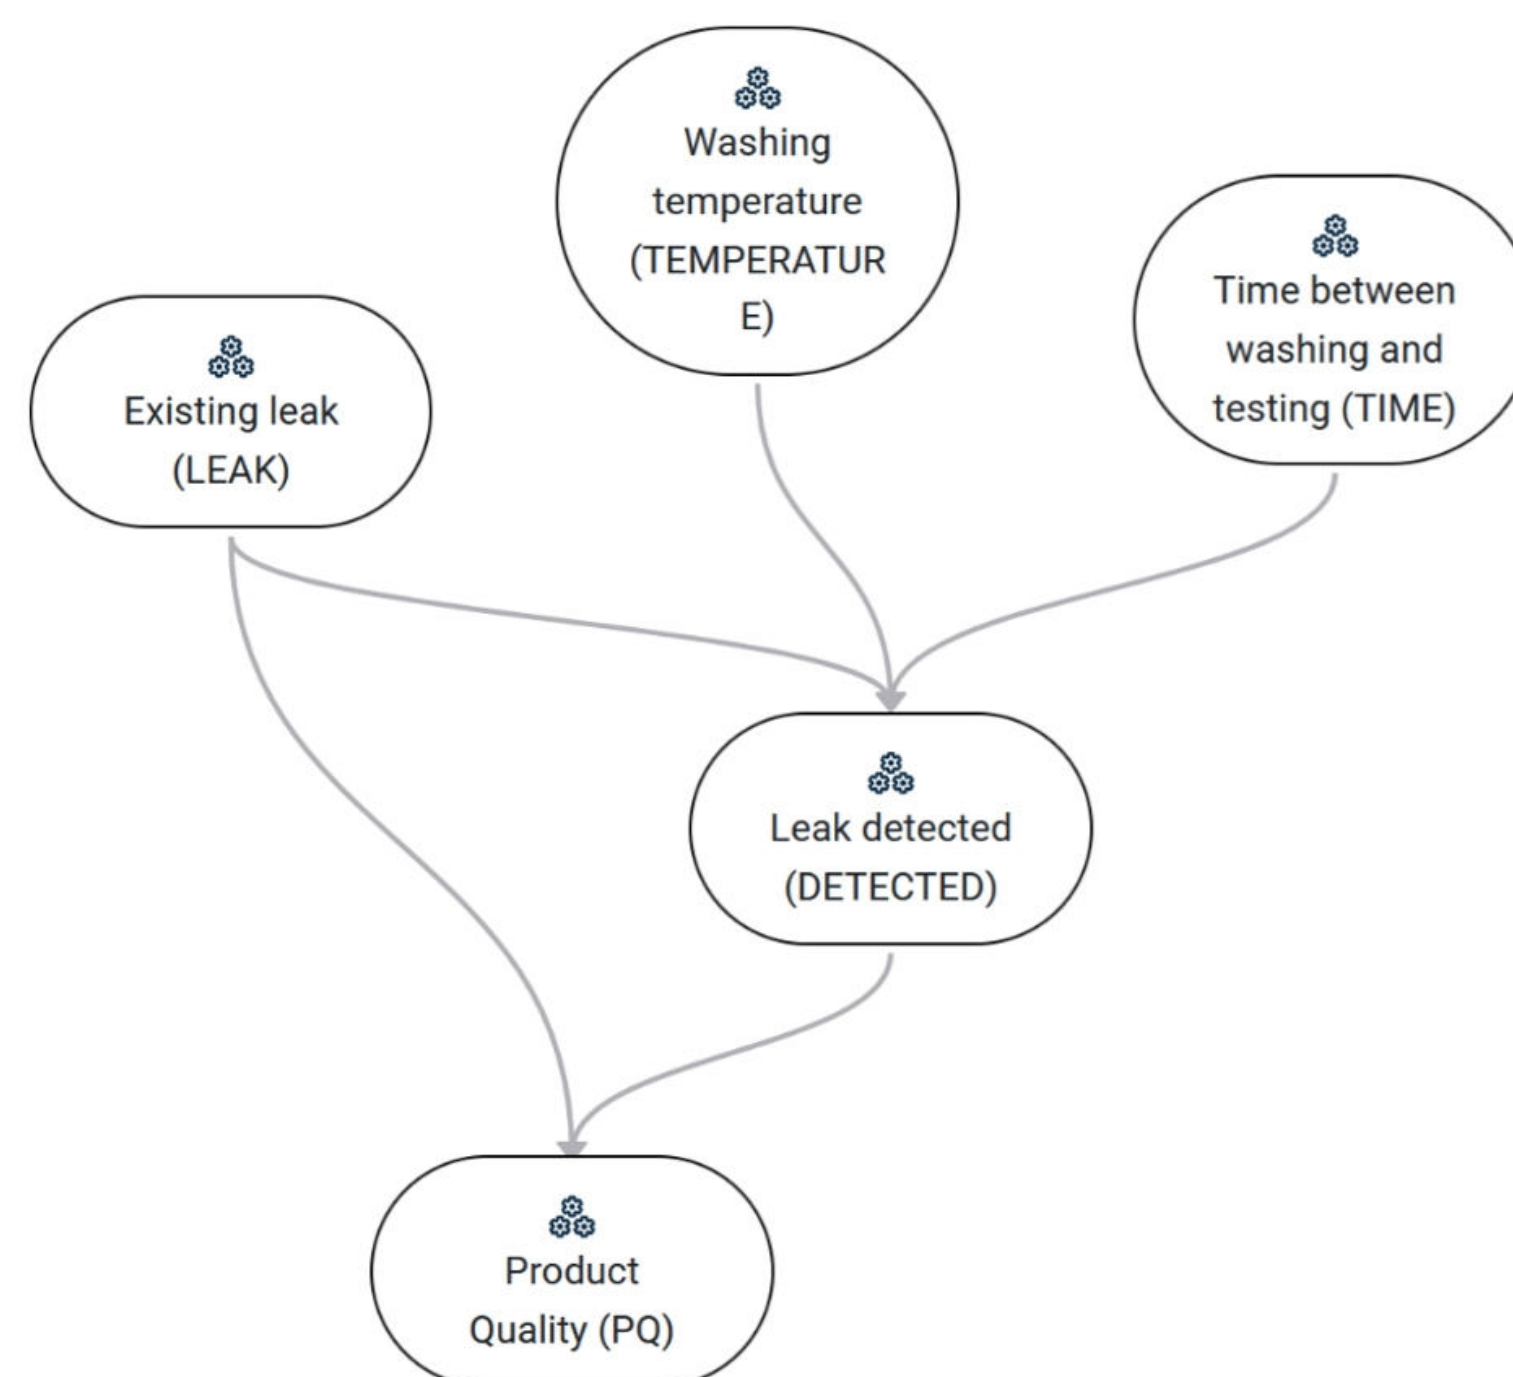 Washing
temperature
(TEMPERATUR
E)
Time between
washing and
testing (TIME)
Existing leak
(LEAK)
Leak detected
(DETECTED)
Product
Quality (PQ)